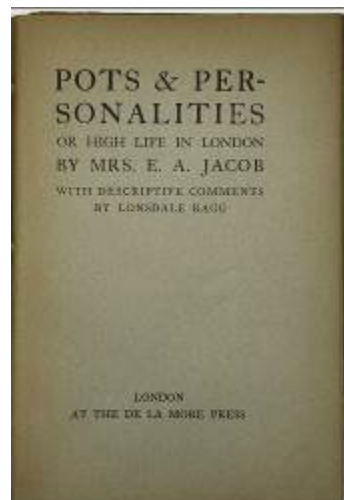 POTS & PER-
SONALITIES
OR HIGH LIFE IN LONDON
BY MRS. E. A. JACOB
WITH DESCRIPTIVE COMMENTS
BY LONSDALE RAGG
LONDON
AT THE DE LA MORE PRESS